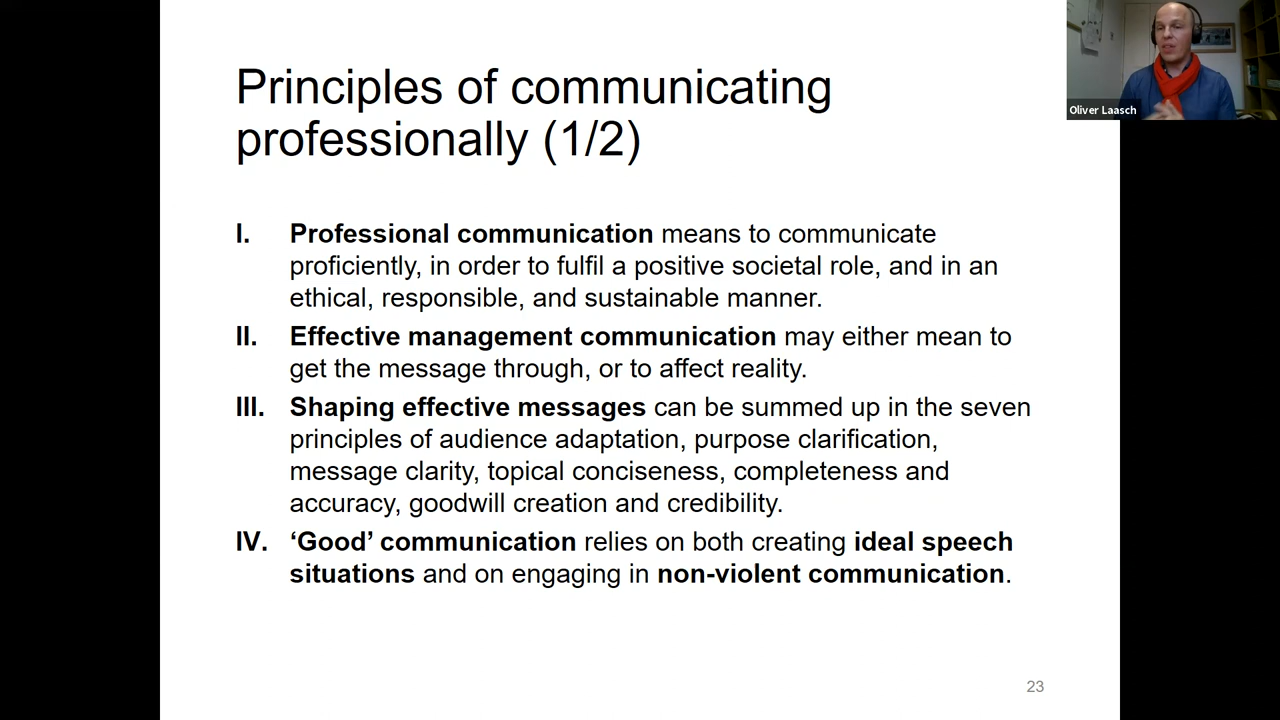 Principles of communicating
professionally (1/2)
Oliver Laasch
I. Professional communication means to communicate
proficiently, in order to fulfil a positive societal role, and in an
ethical, responsible, and sustainable manner.
II. Effective management communication may either mean to
get the message through, or to affect reality.
III. Shaping effective messages can be summed up in the seven
principles of audience adaptation, purpose clarification,
message clarity, topical conciseness, completeness and
accuracy, goodwill creation and credibility.
IV. ‘Good’ communication relies on both creating ideal speech
situations and on engaging in non-violent communication.
23